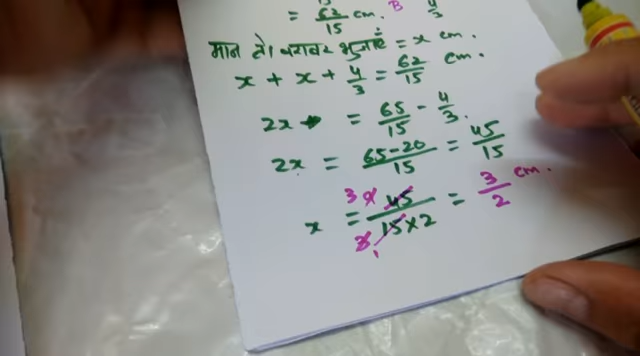 = 62/15 cm. B 4/3
मान लो बराबर भुजाएं = x cm.
x + x + 4/3 = 62/15 cm.
2x = 65/15 - 4/3.
2x = 65-20/15 = 45/15
x = 45/15×2 = 3/2 cm.